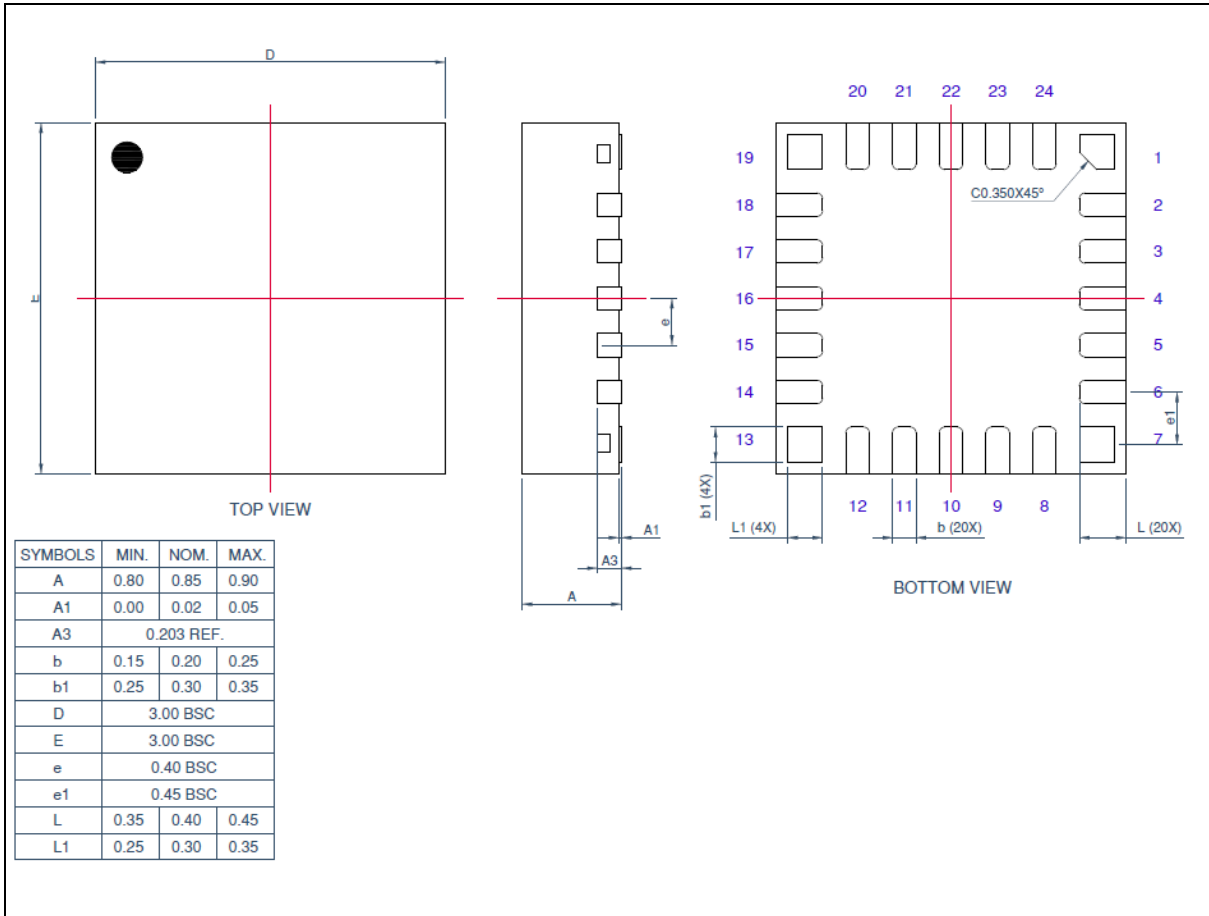 D
E
TOP VIEW
e
A1
A3
A
20 21 22 23 24
19
18
17
16
15
14
13
1
2
3
4
5
6
7
C0.350X45°
e1
b1 (4X)
12 11 10 9 8
L1 (4X)
b (20X)
L (20X)
BOTTOM VIEW
SYMBOLS MIN. NOM. MAX.
A 0.80 0.85 0.90
A1 0.00 0.02 0.05
A3 0.203 REF.
b 0.15 0.20 0.25
b1 0.25 0.30 0.35
D 3.00 BSC
E 3.00 BSC
e 0.40 BSC
e1 0.45 BSC
L 0.35 0.40 0.45
L1 0.25 0.30 0.35